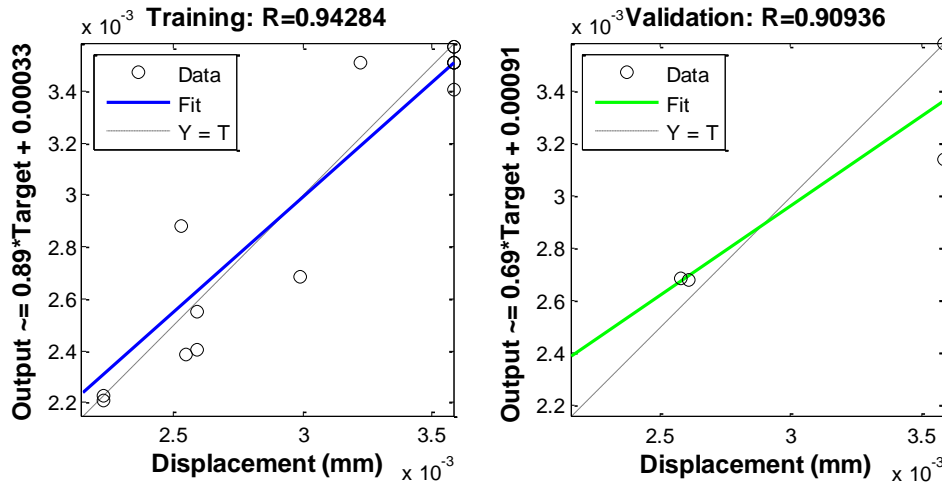 x 10^-3
Training: R=0.94284
Output ~= 0.89*Target + 0.00033
3.4
3.2
3
2.8
2.6
2.4
2.2
Data
Fit
Y = T
2.5
3
3.5
Displacement (mm)
x 10^-3
x 10^-3
Validation: R=0.90936
Output ~= 0.69*Target + 0.00091
3.4
3.2
3
2.8
2.6
2.4
2.2
Data
Fit
Y = T
2.5
3
3.5
Displacement (mm)
x 10^-3